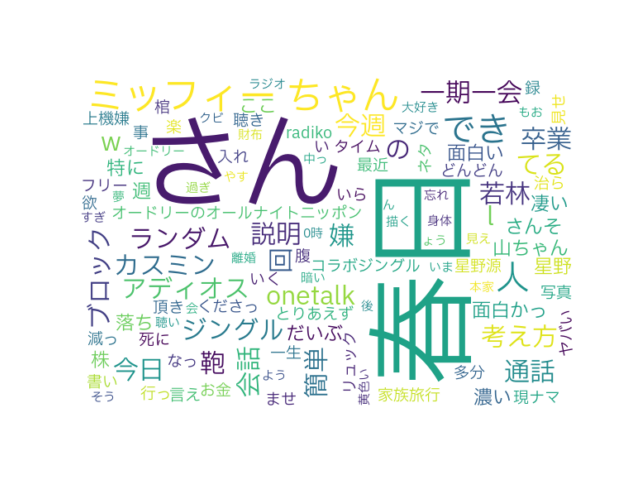 ラジオ
ミッフィー
ちゃん
一期一会
録
見せ
上機嫌
棺
ここ
大好き
もお
クビ
聴き
財布
今週
でき
卒業
事
楽
radiko
マジで
w
オードリー
入れ
い
タイム
の
面白い
ネタ
てる
特に
中っ
最近
どんどん
さん
フリー
週
過ぎ
やす
いら
春日
ん
忘れ
若林
凄い
治ら
欲
夢
描く
身体
l
さんそ
すぎ
オードリーのオールナイトニッポン
ブロック
ランダム
説明
嫌
0時
よう
見え
山ちゃん
離婚
カスミン
回
腹
コラボジングル
いま
星野源
人
星野
アディオス
いく
暗い
本家
写真
onetalk
頂き
会
くださっ
とりあえず
後
面白かっ
ヤバい
落ち
聴い
ジングル
だいぶ
考え方
減っ
死に
株
今日
なっ
鞄
会話
一生
簡単
リュック
多分
通話
書い
よう
黄色い
そう
行っ
言え
お金
ませ
家族旅行
濃い
現ナマ